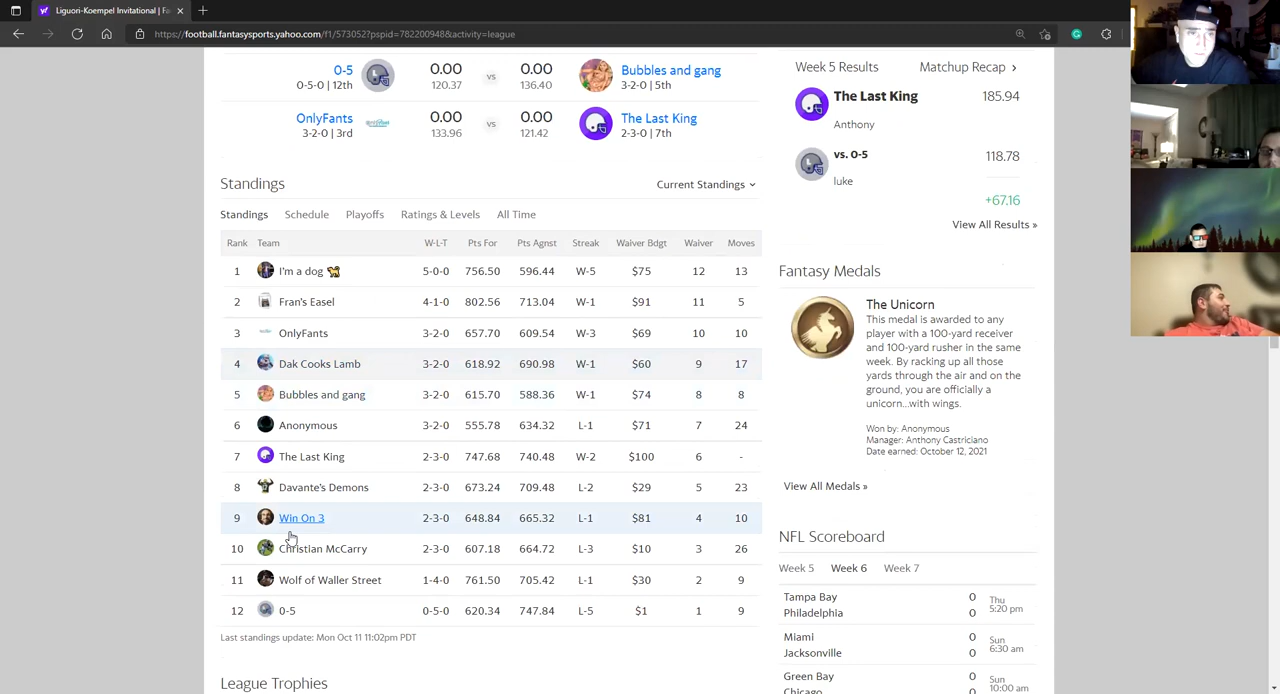 Liguori-Koempel Invitational | Fa
https://football.fantasysports.yahoo.com/f1/573052?pspid=782200948&activity=league
0-5 0.00 vs 0.00 Bubbles and gang
0-5-0 | 12th 120.37 136.40 3-2-0 | 5th
OnlyFants 0.00 vs 0.00 The Last King
3-2-0 | 3rd 133.96 121.42 2-3-0 | 7th
Standings Current Standings
Standings Schedule Playoffs Ratings & Levels All Time
Rank Team W-L-T Pts For Pts Agnst Streak Waiver Bdgt Waiver Moves
1 I'm a dog 🐕 5-0-0 756.50 596.44 W-5 $75 12 13
2 Fran's Easel 4-1-0 802.56 713.04 W-1 $91 11 5
3 OnlyFants 3-2-0 657.70 609.54 W-3 $69 10 10
4 Dak Cooks Lamb 3-2-0 618.92 690.98 W-1 $60 9 17
5 Bubbles and gang 3-2-0 615.70 588.36 W-1 $74 8 8
6 Anonymous 3-2-0 555.78 634.32 L-1 $71 7 24
7 The Last King 2-3-0 747.68 740.48 W-2 $100 6 -
8 Davante's Demons 2-3-0 673.24 709.48 L-2 $29 5 23
9 Win On 3 2-3-0 648.84 665.32 L-1 $81 4 10
10 Christian McCarry 2-3-0 607.18 664.72 L-3 $10 3 26
11 Wolf of Waller Street 1-4-0 761.50 705.42 L-1 $30 2 9
12 0-5 0-5-0 620.34 747.84 L-5 $1 1 9
Last standings update: Mon Oct 11 11:02pm PDT
League Trophies
Week 5 Results Matchup Recap >
The Last King 185.94
Anthony
vs. 0-5 118.78
luke
+67.16
View All Results »
Fantasy Medals
The Unicorn
This medal is awarded to any
player with a 100-yard receiver
and 100-yard rusher in the same
week. By racking up all those
yards through the air and on the
ground, you are officially a
unicorn...with wings.
Won by: Anonymous
Manager: Anthony Castriciano
Date earned: October 12, 2021
View All Medals »
NFL Scoreboard
Week 5 Week 6 Week 7
Tampa Bay 0 Thu
Philadelphia 0 5:20 pm
Miami 0 Sun
Jacksonville 0 6:30 am
Green Bay 0 Sun
Chicago 0 10:00 am